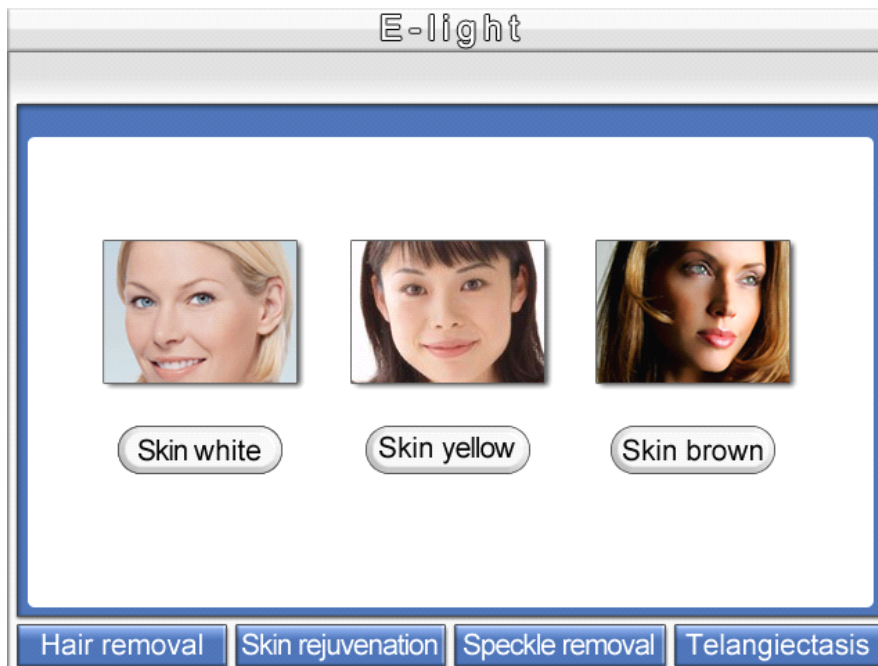 E-light
Skin white
Skin yellow
Skin brown
Hair removal
Skin rejuvenation
Speckle removal
Telangiectasis